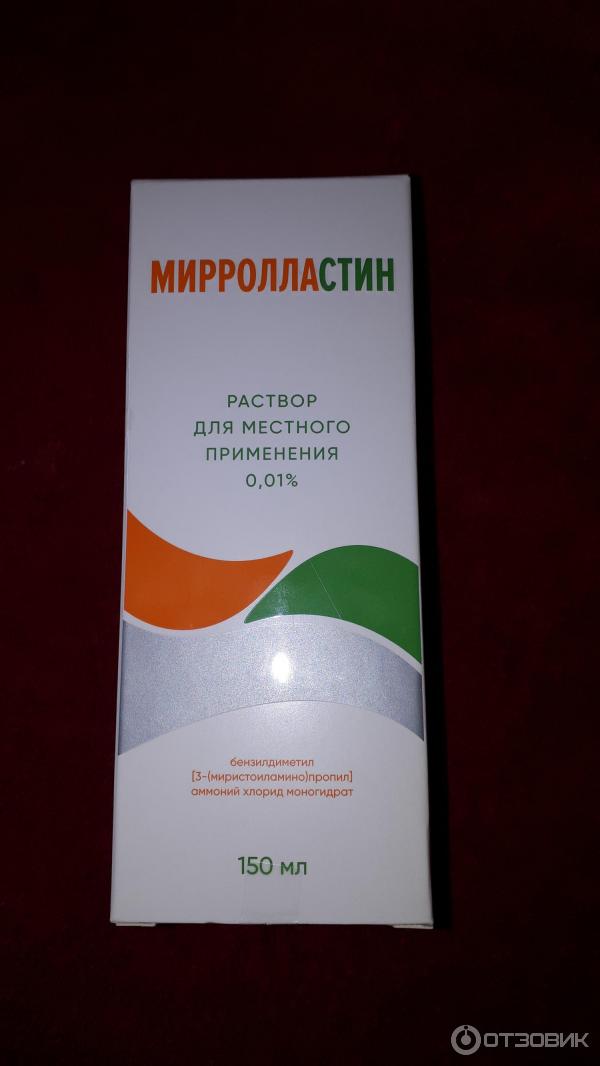 МИРРОЛЛАСТИН
РАСТВОР
ДЛЯ МЕСТНОГО
ПРИМЕНЕНИЯ
0,01%
бензилдиметил
[3-(миристоиламино)пропил]
аммоний хлорид моногидрат
150 мл
ОТЗОВИК